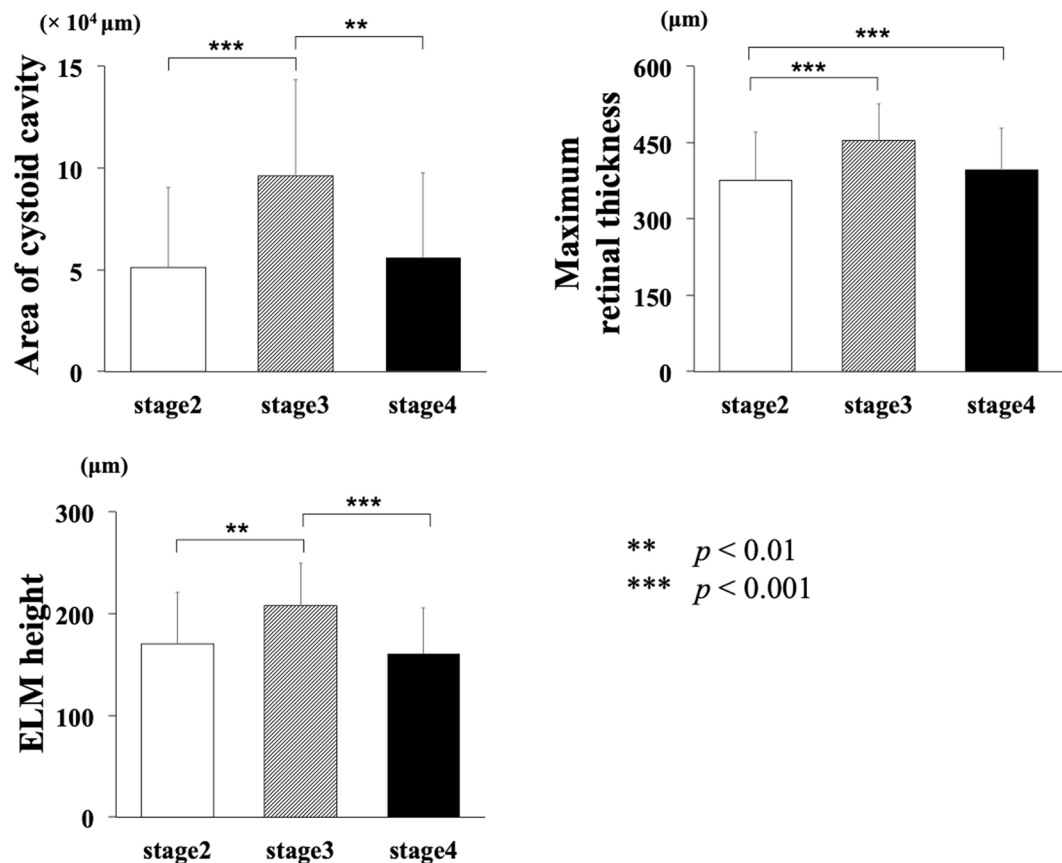 (× 10⁴ μm)
Area of cystoid cavity
15
10
5
0
***
**
stage2
stage3
stage4
(μm)
Maximum
retinal thickness
600
450
300
150
0
***
***
stage2
stage3
stage4
(μm)
ELM height
300
200
100
0
**
***
stage2
stage3
stage4
** p < 0.01
*** p < 0.001